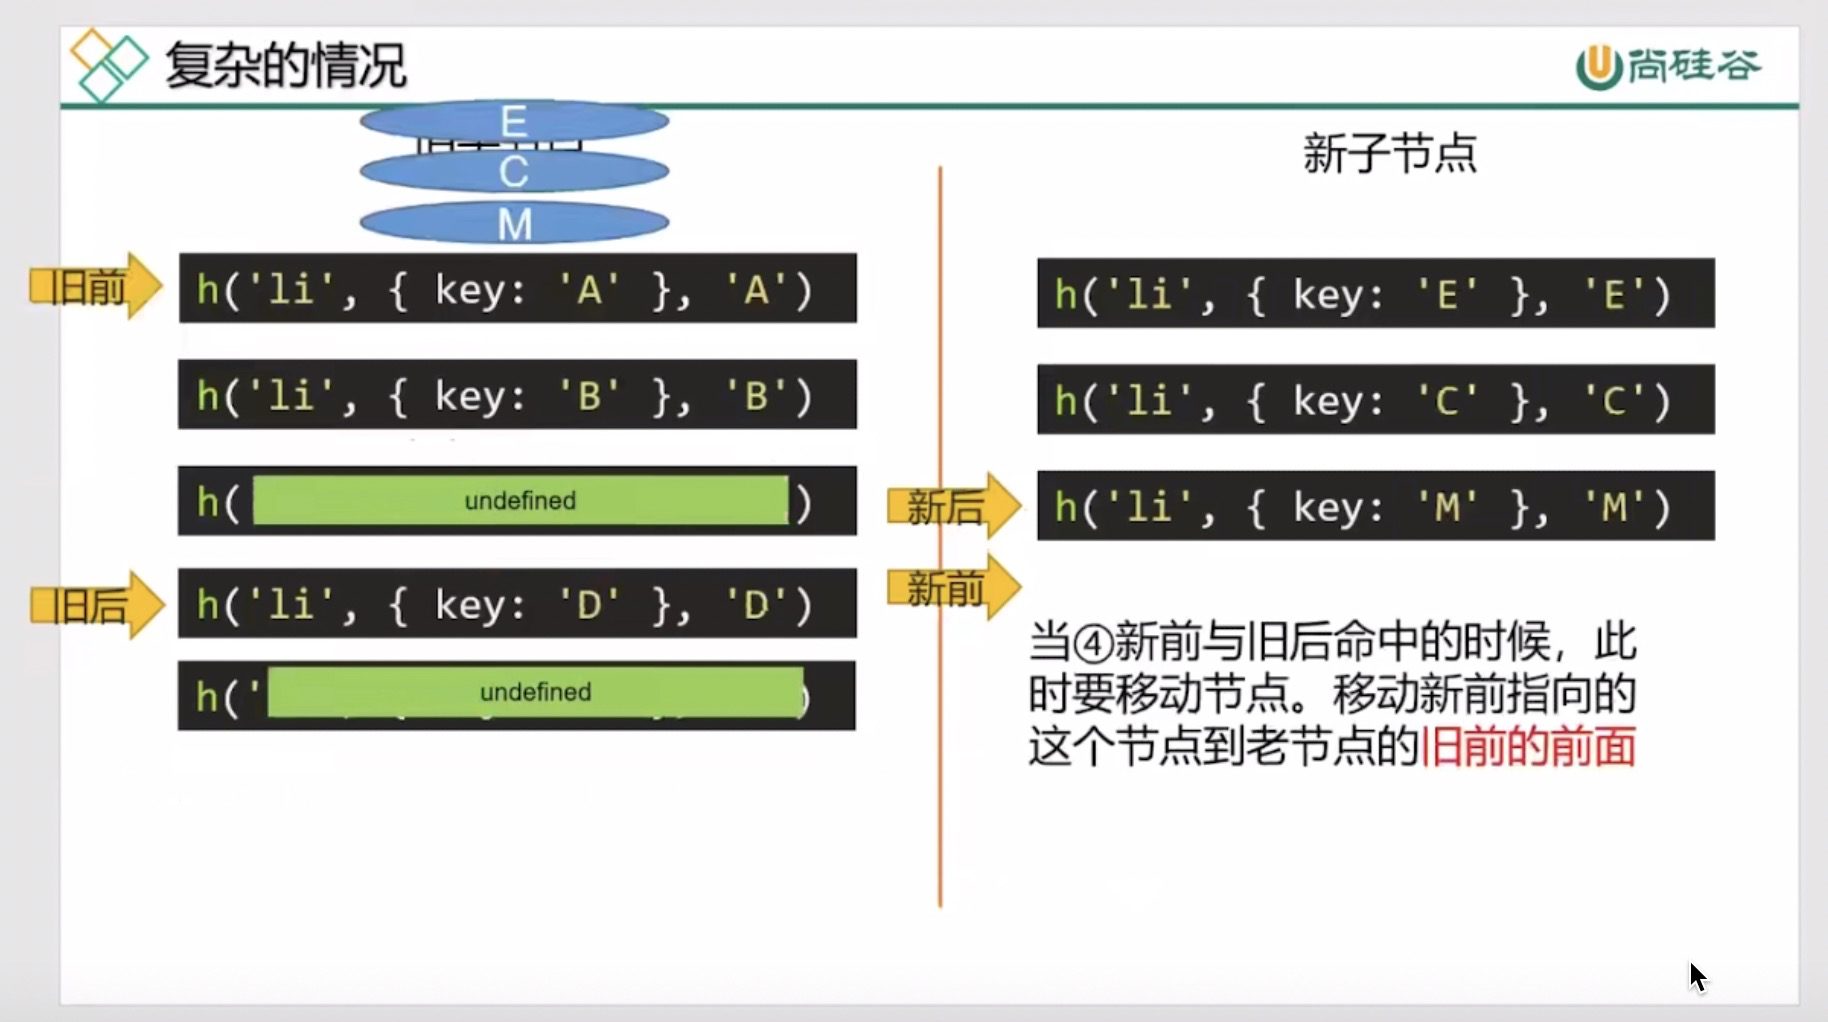 复杂的情况
尚硅谷
E
C
M
新子节点
旧前
h('li', { key: 'A' }, 'A')
h('li', { key: 'B' }, 'B')
h( undefined )
旧后
h('li', { key: 'D' }, 'D')
h(' undefined )
h('li', { key: 'E' }, 'E')
h('li', { key: 'C' }, 'C')
新后
h('li', { key: 'M' }, 'M')
新前
当④新前与旧后命中的时候，此
时要移动节点。移动新前指向的
这个节点到老节点的旧前的前面